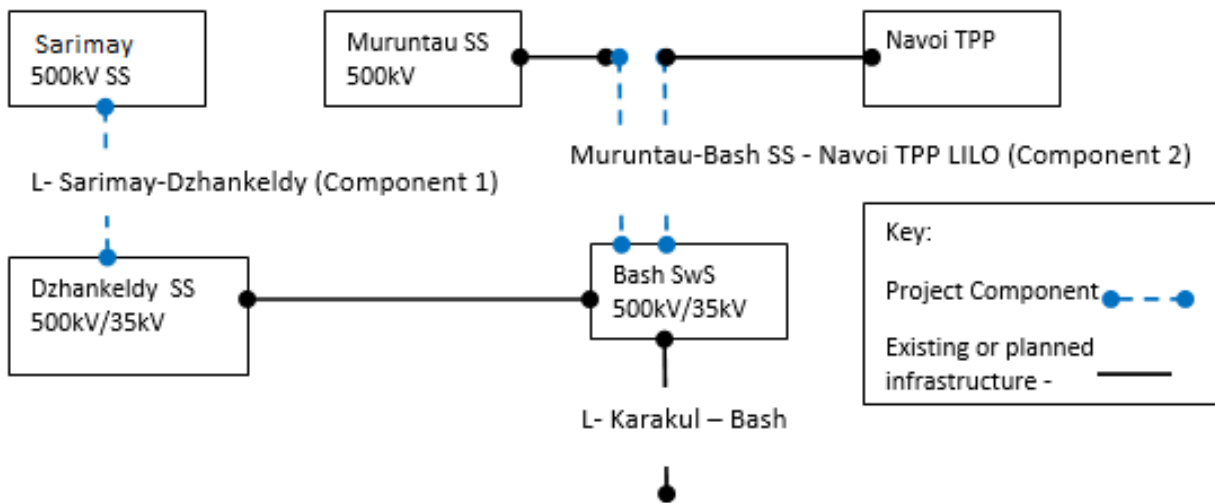 Sarimay
500kV SS
Muruntau SS
500kV
Navoi TPP
L- Sarimay-Dzhankeldy (Component 1)
Muruntau-Bash SS - Navoi TPP LILO (Component 2)
Dzhankeldy SS
500kV/35kV
Bash SwS
500kV/35kV
L- Karakul – Bash
Key:
Project Component
Existing or planned
infrastructure -